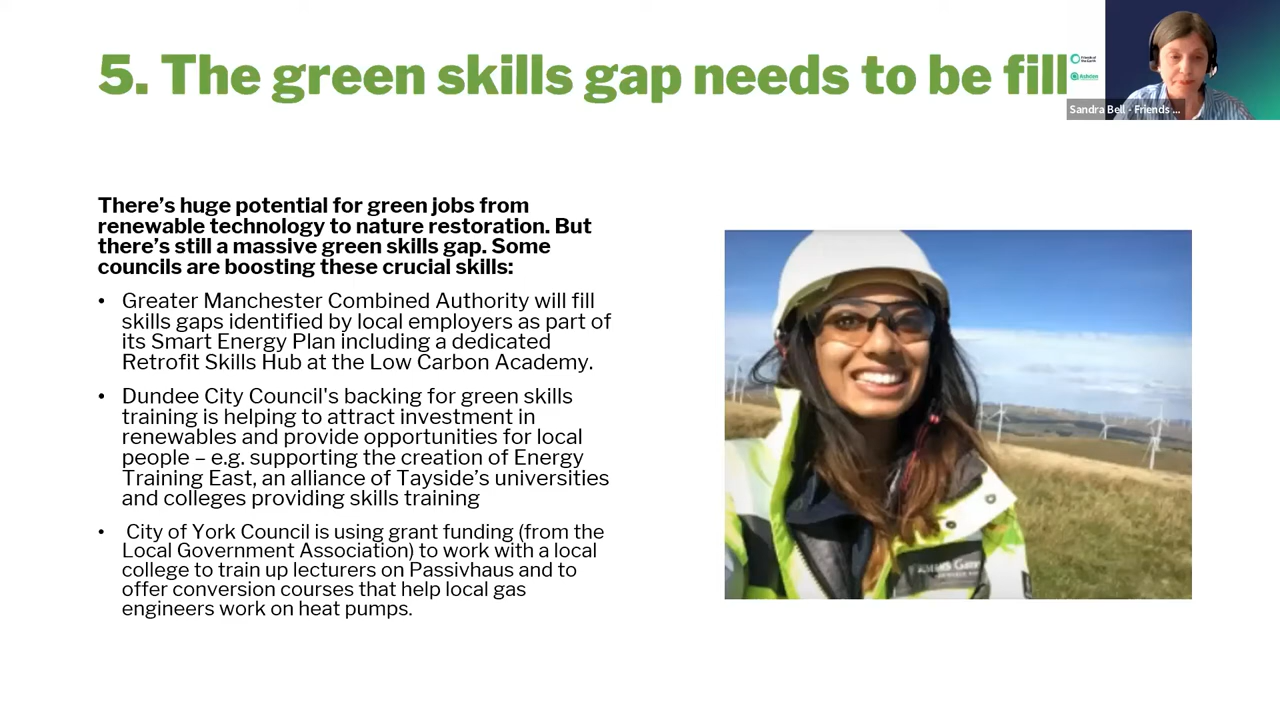 5. The green skills gap needs to be fill
Friends of
the Earth
Ashden
Sandra Bell - Friends ...
There’s huge potential for green jobs from
renewable technology to nature restoration. But
there’s still a massive green skills gap. Some
councils are boosting these crucial skills:
• Greater Manchester Combined Authority will fill
skills gaps identified by local employers as part of
its Smart Energy Plan including a dedicated
Retrofit Skills Hub at the Low Carbon Academy.
• Dundee City Council's backing for green skills
training is helping to attract investment in
renewables and provide opportunities for local
people – e.g. supporting the creation of Energy
Training East, an alliance of Tayside’s universities
and colleges providing skills training
• City of York Council is using grant funding (from the
Local Government Association) to work with a local
college to train up lecturers on Passivhaus and to
offer conversion courses that help local gas
engineers work on heat pumps.